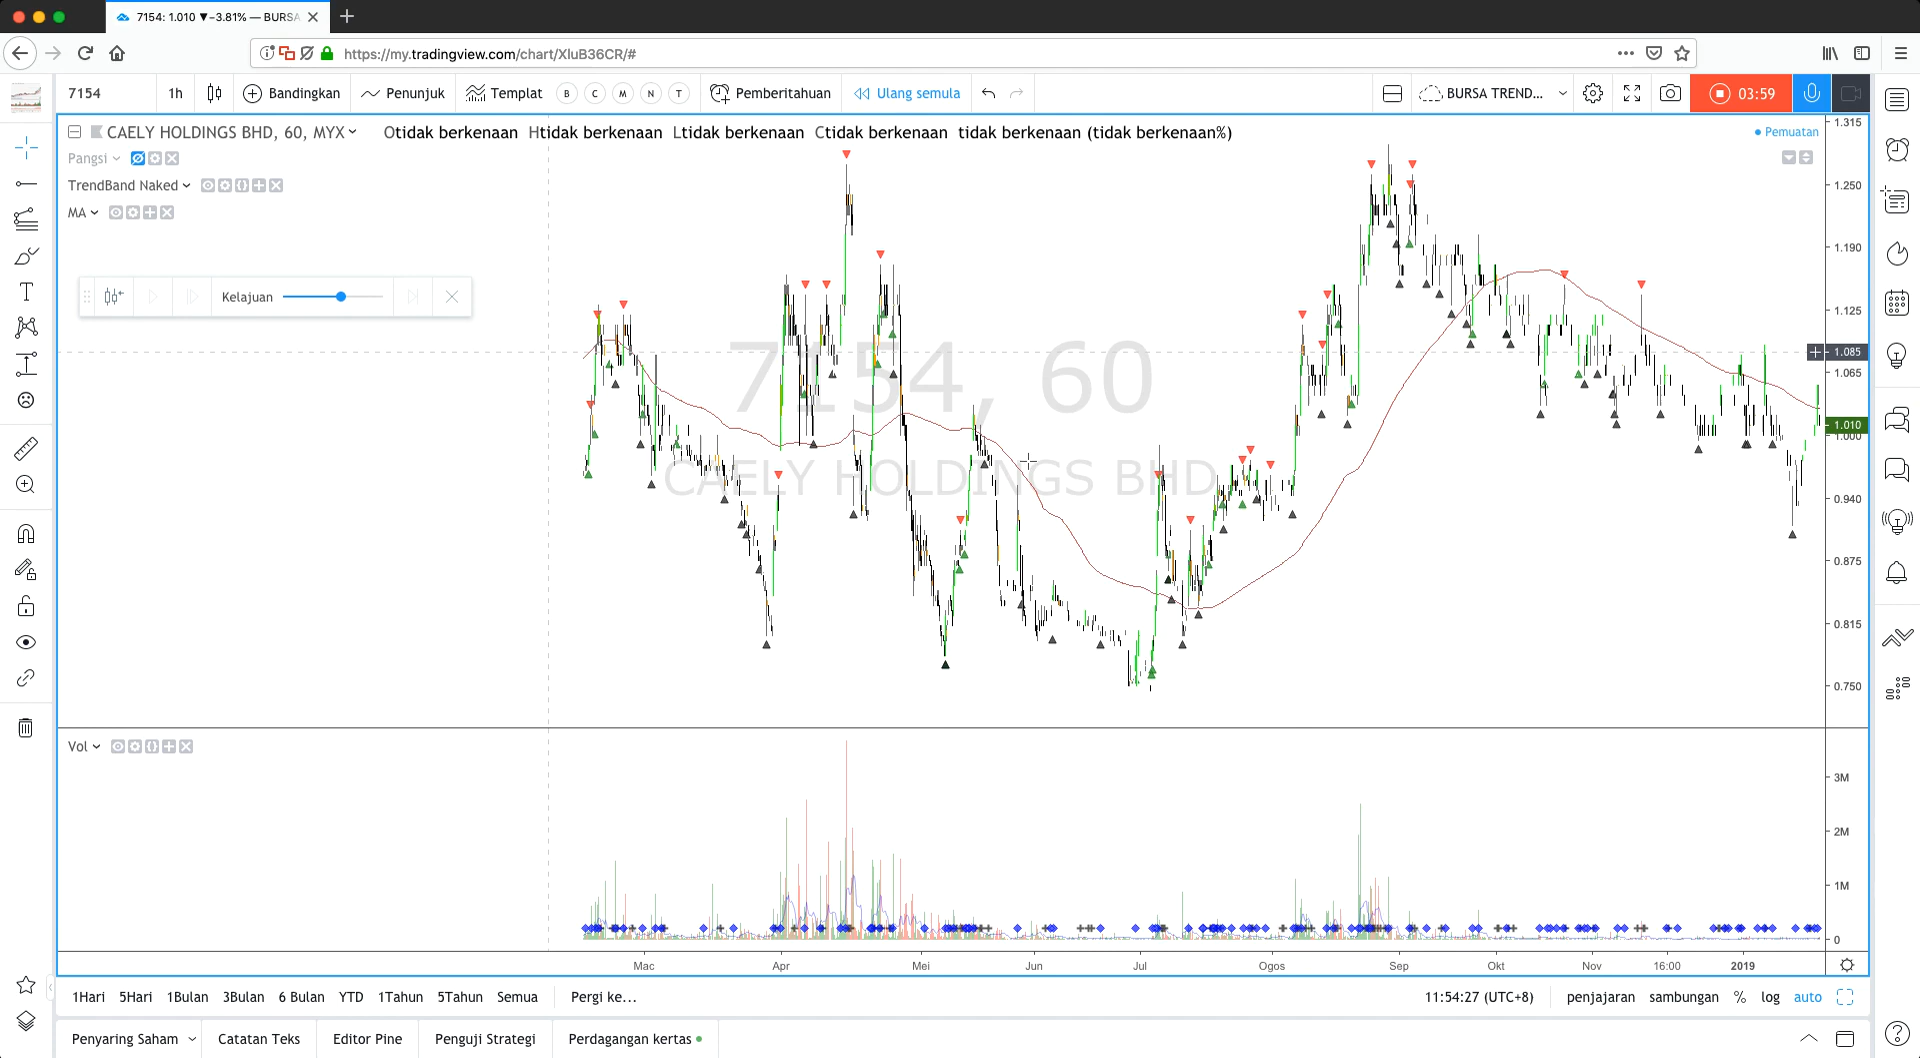 7154: 1.010 ▼−3.81% — BURSA
https://my.tradingview.com/chart/XluB36CR/#
7154 1h Bandingkan Penunjuk Templat B C M N T Pemberitahuan Ulang semula BURSA TREND... 03:59
CAELY HOLDINGS BHD, 60, MYX Otidak berkenaan Htidak berkenaan Ltidak berkenaan Ctidak berkenaan tidak berkenaan (tidak berkenaan%)
Pemuatan
Pangsi
TrendBand Naked
MA
Kelajuan
7154, 60
CAELY HOLDINGS BHD
1.315
1.250
1.190
1.125
1.085
1.065
1.010
1.000
0.940
0.875
0.815
0.750
Vol
3M
2M
1M
0
Mac Apr Mei Jun Jul Ogos Sep Okt Nov 16:00 2019
1Hari 5Hari 1Bulan 3Bulan 6 Bulan YTD 1Tahun 5Tahun Semua Pergi ke... 11:54:27 (UTC+8) penjajaran sambungan % log auto
Penyaring Saham Catatan Teks Editor Pine Penguji Strategi Perdagangan kertas